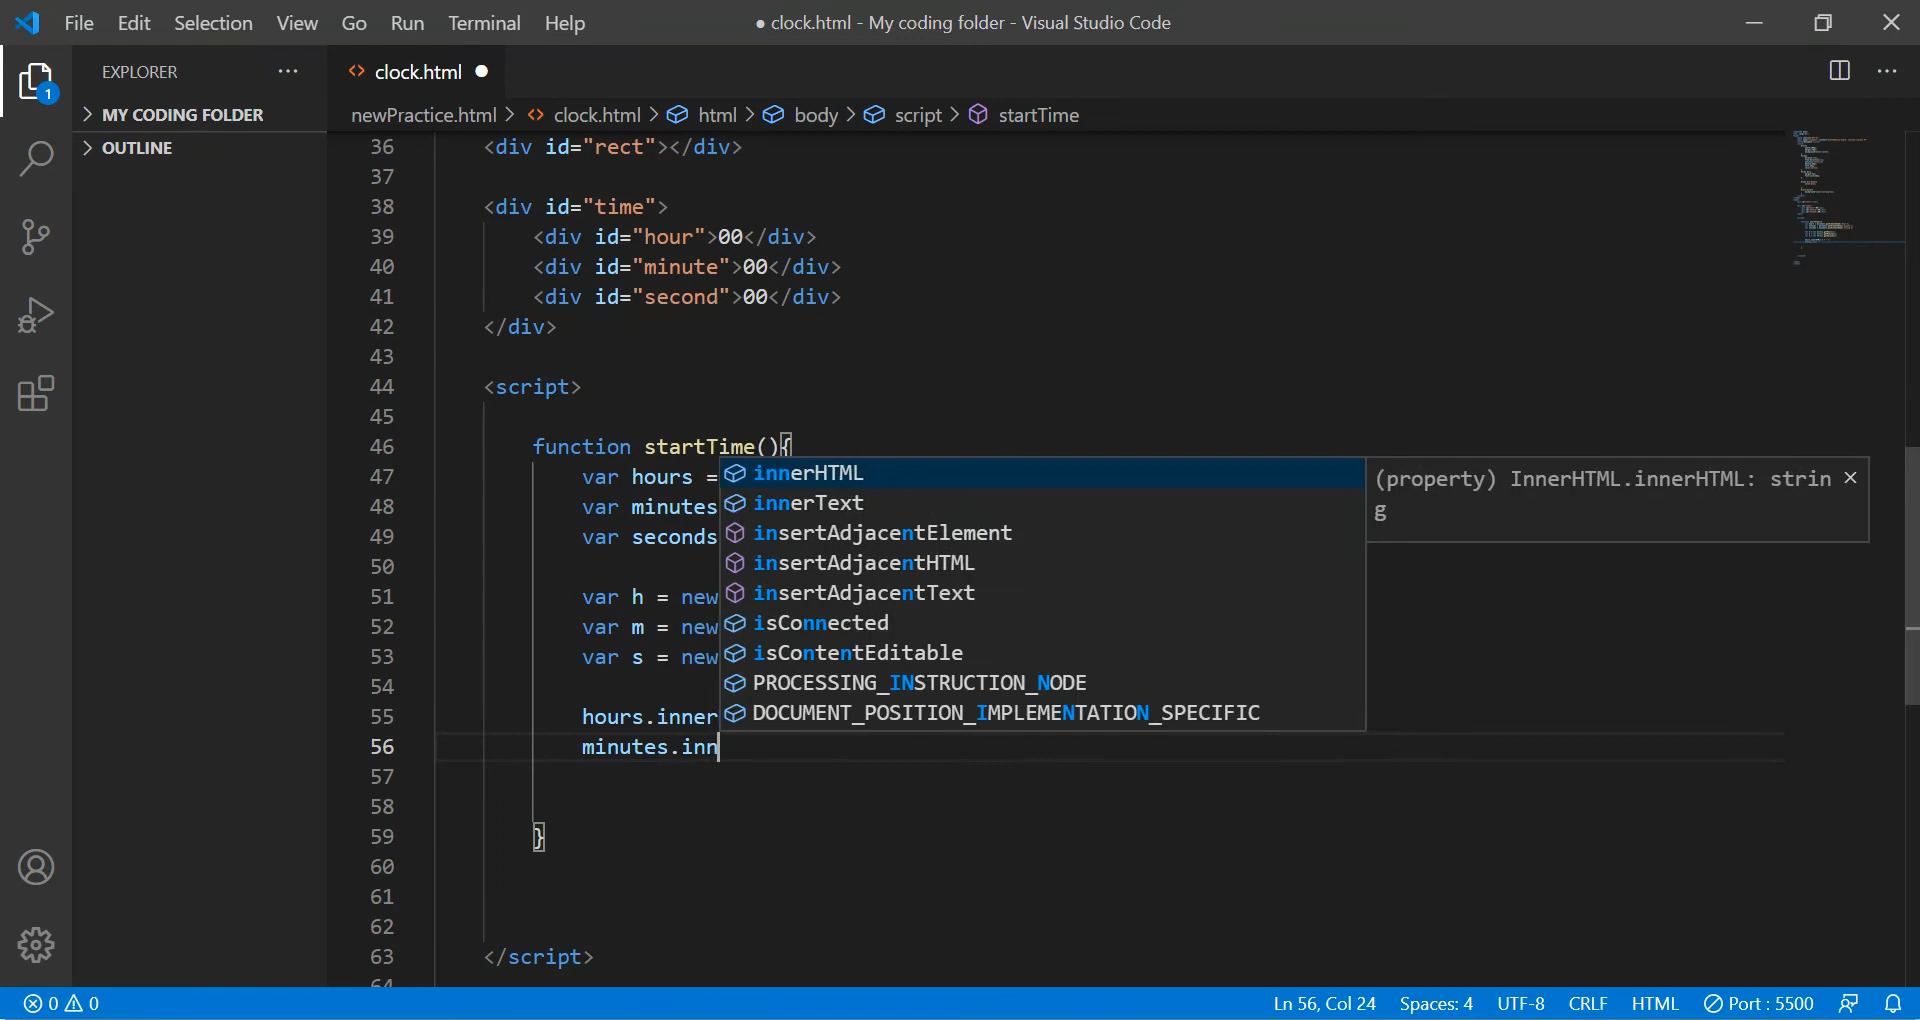 File Edit Selection View Go Run Terminal Help
● clock.html - My coding folder - Visual Studio Code
EXPLORER ···
MY CODING FOLDER
OUTLINE
1
clock.html
newPractice.html > clock.html > html > body > script > startTime
36 <div id="rect"></div>
37
38 <div id="time">
39 <div id="hour">00</div>
40 <div id="minute">00</div>
41 <div id="second">00</div>
42 </div>
43
44 <script>
45
46 function startTime(){
47 var hours =
48 var minutes
49 var seconds
50
51 var h = new
52 var m = new
53 var s = new
54
55 hours.inner
56 minutes.inn
57
58
59 }
60
61
62
63 </script>
64
innerHTML
innerText
insertAdjacentElement
insertAdjacentHTML
insertAdjacentText
isConnected
isContentEditable
PROCESSING_INSTRUCTION_NODE
DOCUMENT_POSITION_IMPLEMENTATION_SPECIFIC
(property) InnerHTML.innerHTML: strin
g
0 0 Ln 56, Col 24 Spaces: 4 UTF-8 CRLF HTML Port : 5500